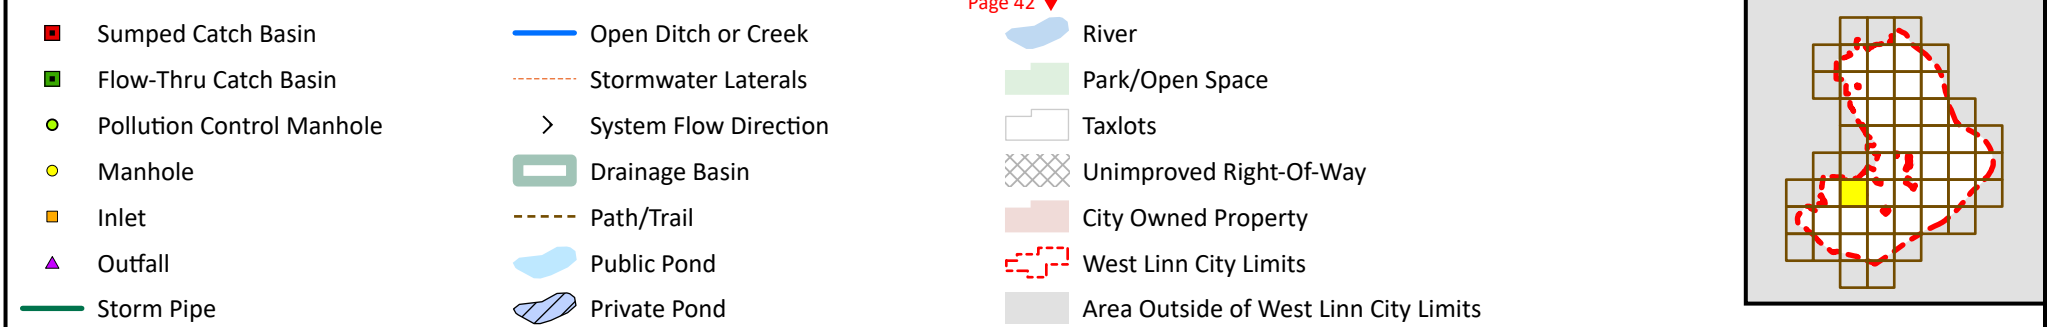 Page 42
Sumped Catch Basin
Flow-Thru Catch Basin
Pollution Control Manhole
Manhole
Inlet
Outfall
Storm Pipe
Open Ditch or Creek
Stormwater Laterals
System Flow Direction
Drainage Basin
Path/Trail
Public Pond
Private Pond
River
Park/Open Space
Taxlots
Unimproved Right-Of-Way
City Owned Property
West Linn City Limits
Area Outside of West Linn City Limits